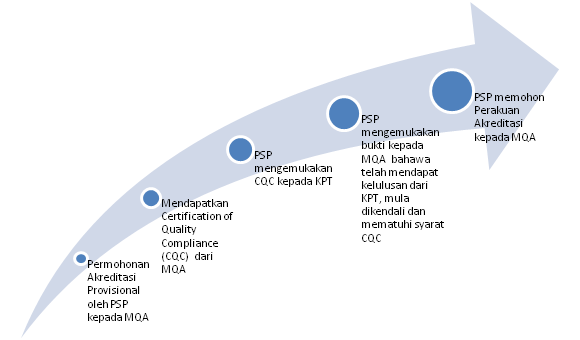 Permohonan
Akreditasi
Provisional
oleh PSP
kepada MQA
Mendapatkan
Certification of
Quality
Compliance
(CQC) dari
MQA
PSP
mengemukakan
CQC kepada KPT
PSP
mengemukakan
bukti kepada
MQA bahawa
telah mendapat
kelulusan dari
KPT, mula
dikendali dan
mematuhi syarat
CQC
PSP memohon
Perakuan
Akreditasi
kepada MQA